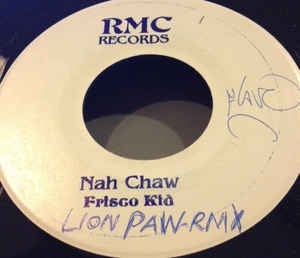 RMC
RECORDS
Nah Chaw
Frisco Kid
LION PAW-RMX